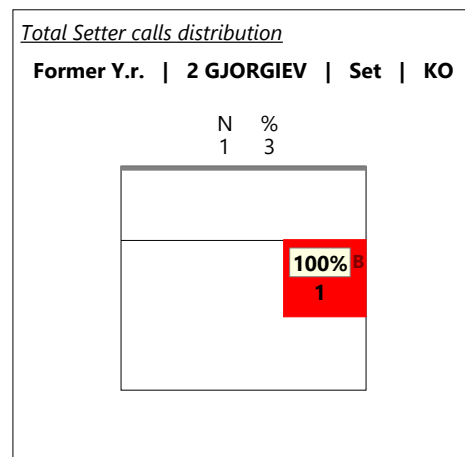 Total Setter calls distribution
Former Y.r. | 2 GJORGIEV | Set | KO
N %
1 3
100% B
1